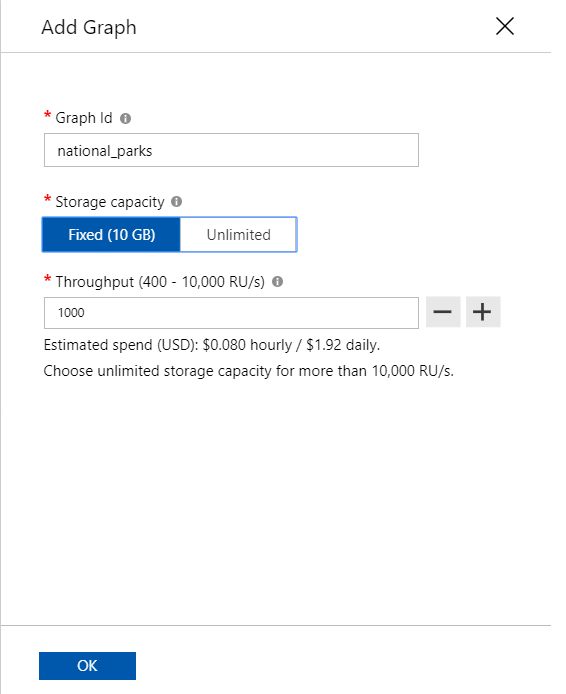 Add Graph
* Graph Id
national_parks
* Storage capacity
Fixed (10 GB) Unlimited
* Throughput (400 - 10,000 RU/s)
1000
Estimated spend (USD): $0.080 hourly / $1.92 daily.
Choose unlimited storage capacity for more than 10,000 RU/s.
OK